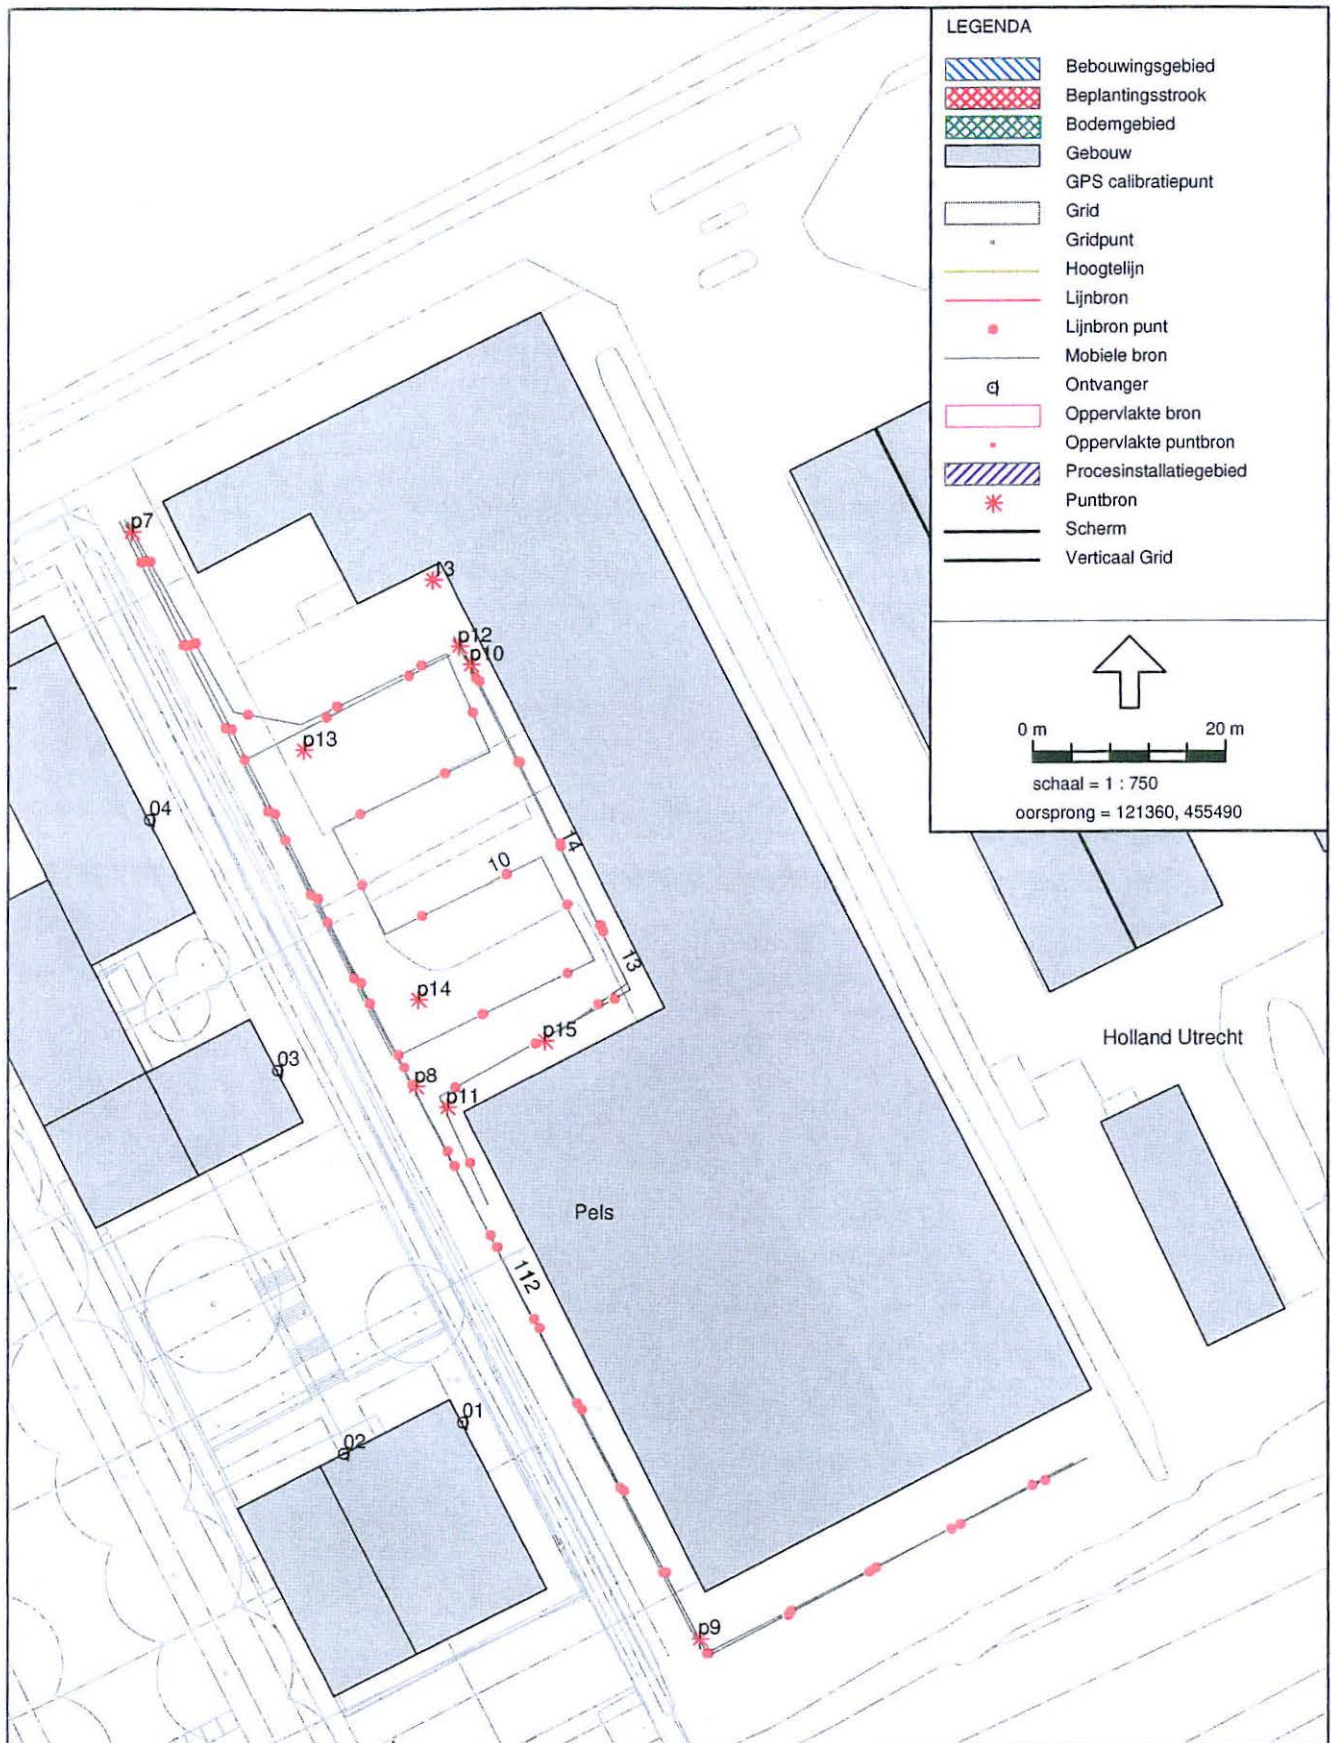 LEGENDA
Bebouwingsgebied
Beplantingsstrook
Bodemgebied
Gebouw
GPS calibratiepunt
Grid
Gridpunt
Hoogtelijn
Lijnbron
Lijnbron punt
Mobiele bron
Ontvanger
Oppervlakte bron
Oppervlakte puntbron
Procesinstallatiegebied
Puntbron
Scherm
Verticaal Grid
0 m 20 m
schaal = 1 : 750
oorsprong = 121360, 455490
p7
13
p12
p10
p13
04
14
10
13
p14
p15
Holland Utrecht
03
p8
p11
Pels
112
01
02
p9